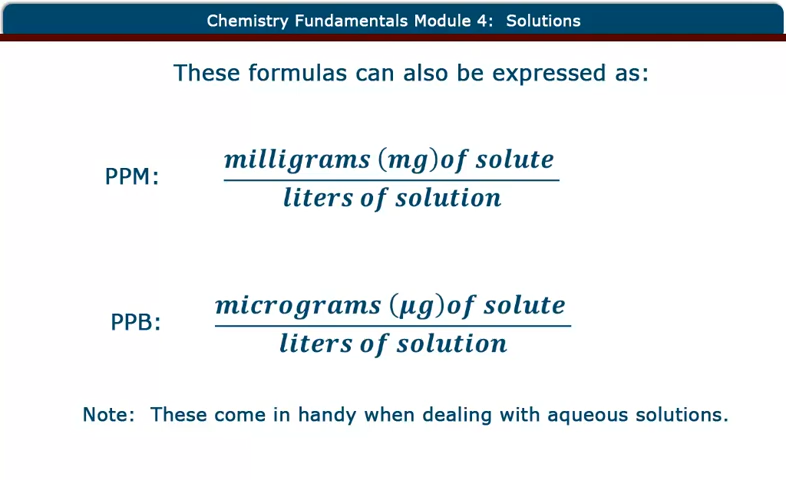 Chemistry Fundamentals Module 4: Solutions
These formulas can also be expressed as:
PPM:
milligrams (mg)of solute
liters of solution
PPB:
micrograms (μg)of solute
liters of solution
Note: These come in handy when dealing with aqueous solutions.